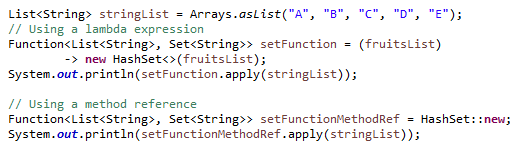 List<String> stringList = Arrays.asList("A", "B", "C", "D", "E");
// Using a lambda expression
Function<List<String>, Set<String>> setFunction = (fruitsList)
        -> new HashSet<>(fruitsList);
System.out.println(setFunction.apply(stringList));

// Using a method reference
Function<List<String>, Set<String>> setFunctionMethodRef = HashSet::new;
System.out.println(setFunctionMethodRef.apply(stringList));